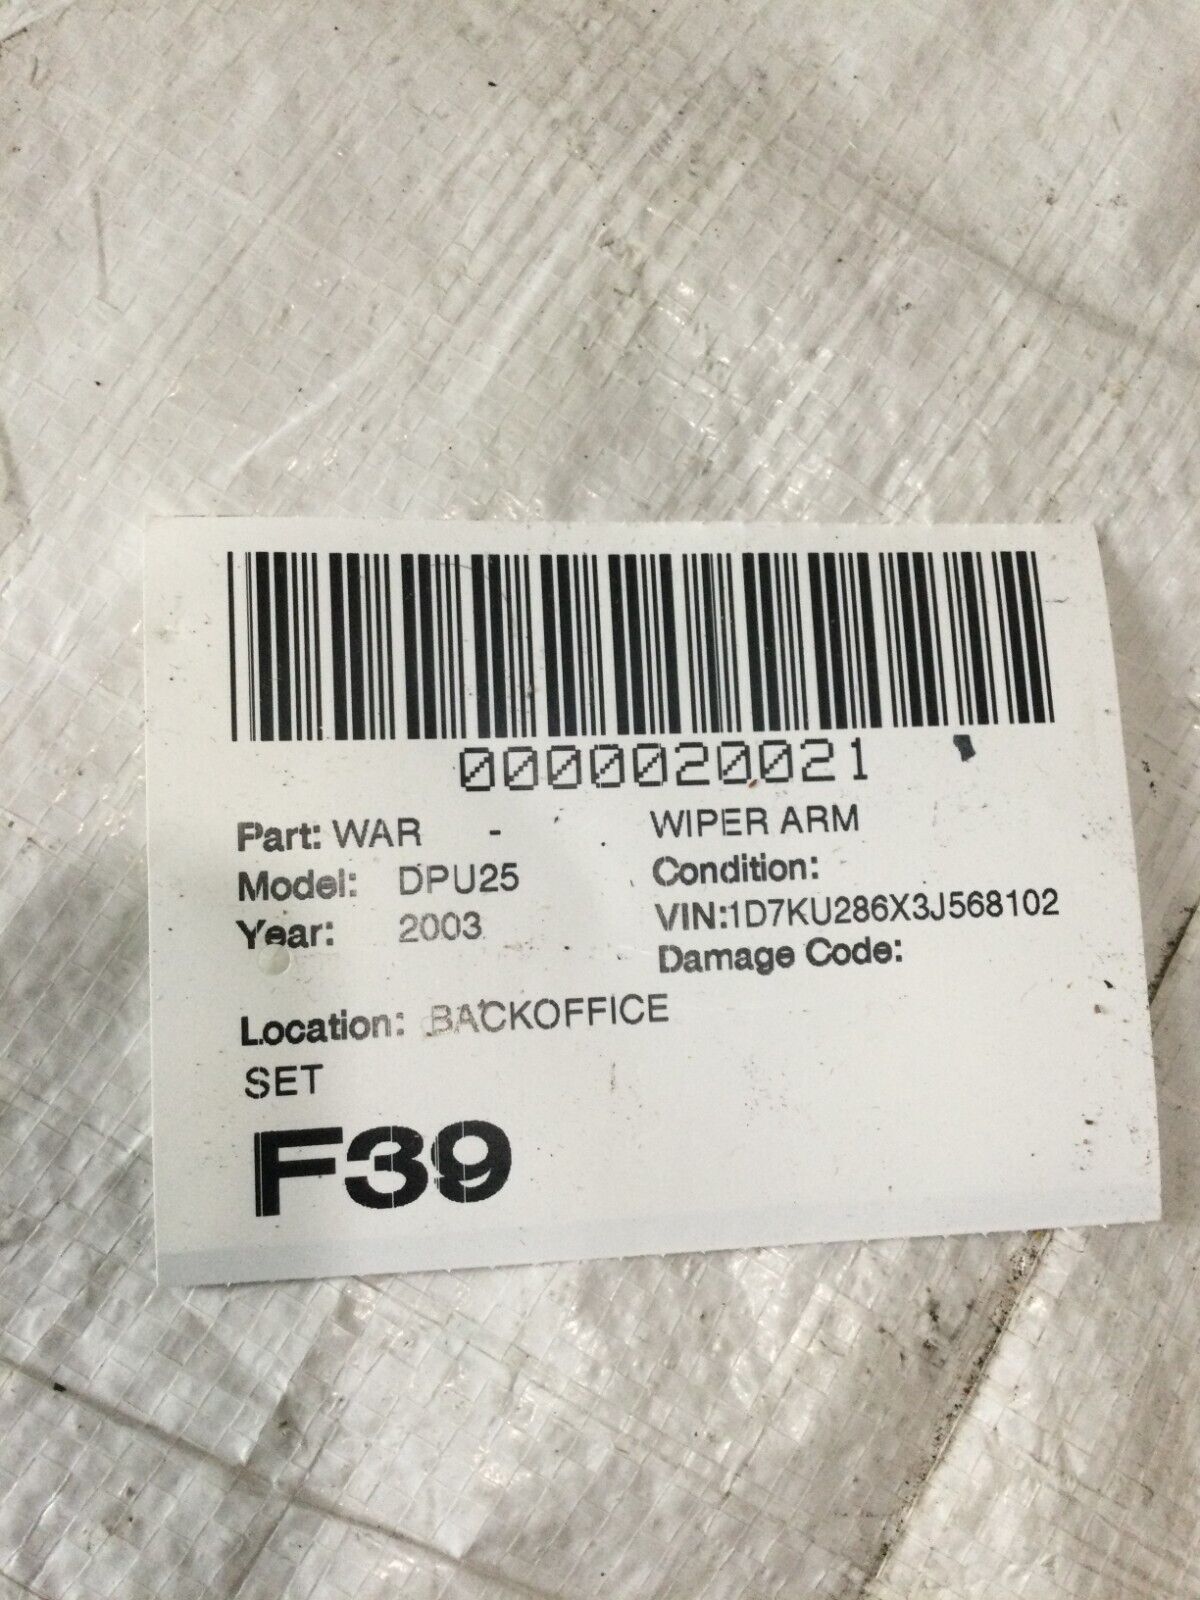 0000020021
Part: WAR - WIPER ARM
Model: DPU25 Condition:
Year: 2003 VIN:1D7KU286X3J568102
Damage Code:
Location: BACKOFFICE
SET
F39